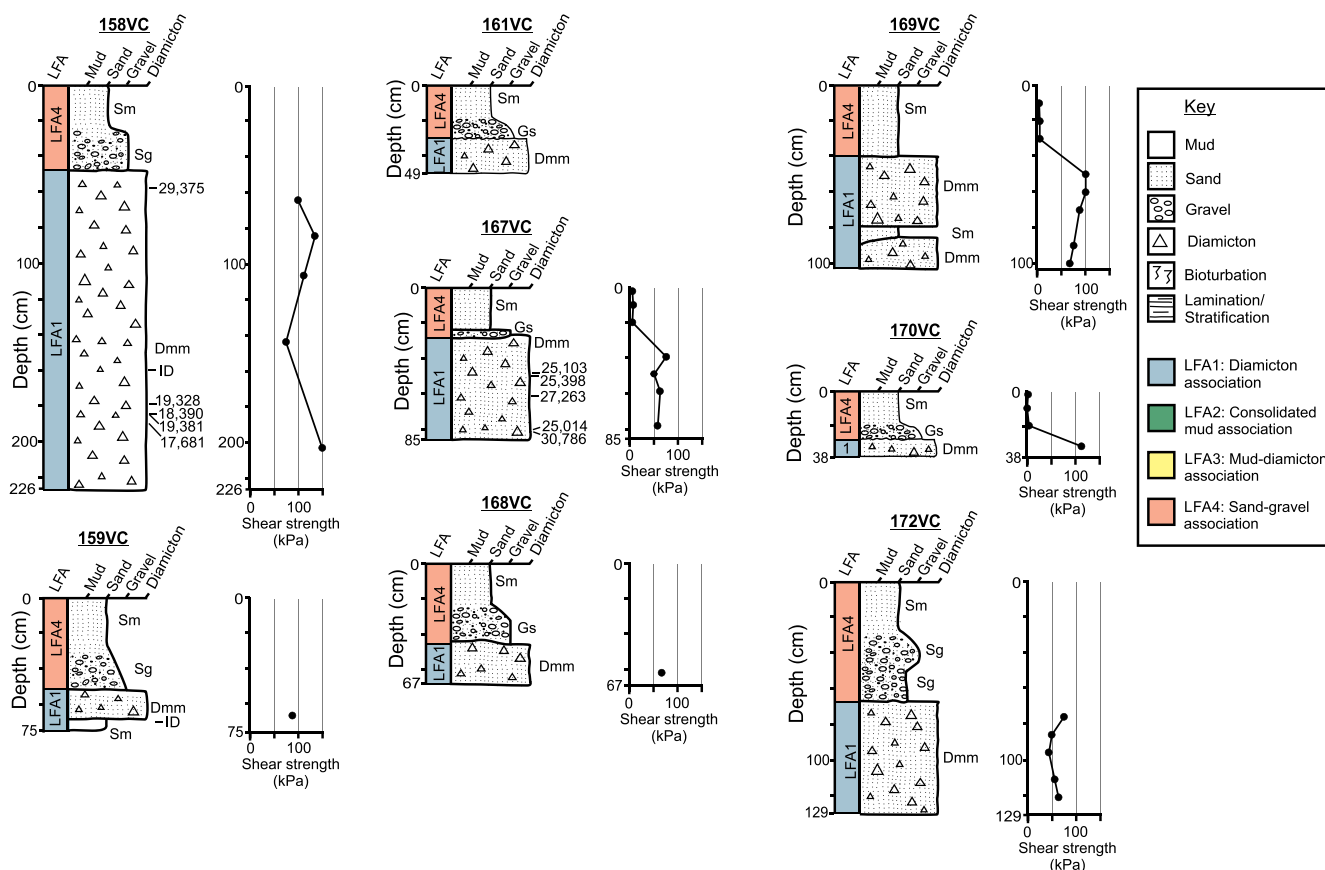 158VC
LFA
Mud
Sand
Gravel
Diamicton
0
100
200
226
Depth (cm)
LFA4
LFA1
Sm
Sg
29,375
Dmm
ID
19,328
18,390
19,381
17,681
0
100
200
226
0 100
Shear strength
(kPa)
159VC
LFA
Mud
Sand
Gravel
Diamicton
0
75
Depth (cm)
LFA4
LFA1
Sm
Sg
Dmm
ID
Sm
0
75
0 100
Shear strength
(kPa)
161VC
LFA
Mud
Sand
Gravel
Diamicton
0
49
Depth (cm)
LFA4
LFA1
Sm
Gs
Dmm
167VC
LFA
Mud
Sand
Gravel
Diamicton
0
85
Depth (cm)
LFA4
LFA1
Sm
Gs
Dmm
25,103
25,398
27,263
25,014
30,786
0
85
0 100
Shear strength
(kPa)
168VC
LFA
Mud
Sand
Gravel
Diamicton
0
67
Depth (cm)
LFA4
LFA1
Sm
Gs
Dmm
0
67
0 100
Shear strength
(kPa)
169VC
LFA
Mud
Sand
Gravel
Diamicton
0
100
Depth (cm)
LFA4
LFA1
Sm
Dmm
Sm
Dmm
0
100
0 100
Shear strength
(kPa)
170VC
LFA
Mud
Sand
Gravel
Diamicton
0
38
Depth (cm)
LFA4
1
Sm
Gs
Dmm
0
38
0 100
Shear strength
(kPa)
172VC
LFA
Mud
Sand
Gravel
Diamicton
0
100
129
Depth (cm)
LFA4
LFA1
Sm
Sg
Sg
Dmm
0
100
129
0 100
Shear strength
(kPa)
Key
Mud
Sand
Gravel
Diamicton
Bioturbation
Lamination/
Stratification
LFA1: Diamicton
association
LFA2: Consolidated
mud association
LFA3: Mud-diamicton
association
LFA4: Sand-gravel
association